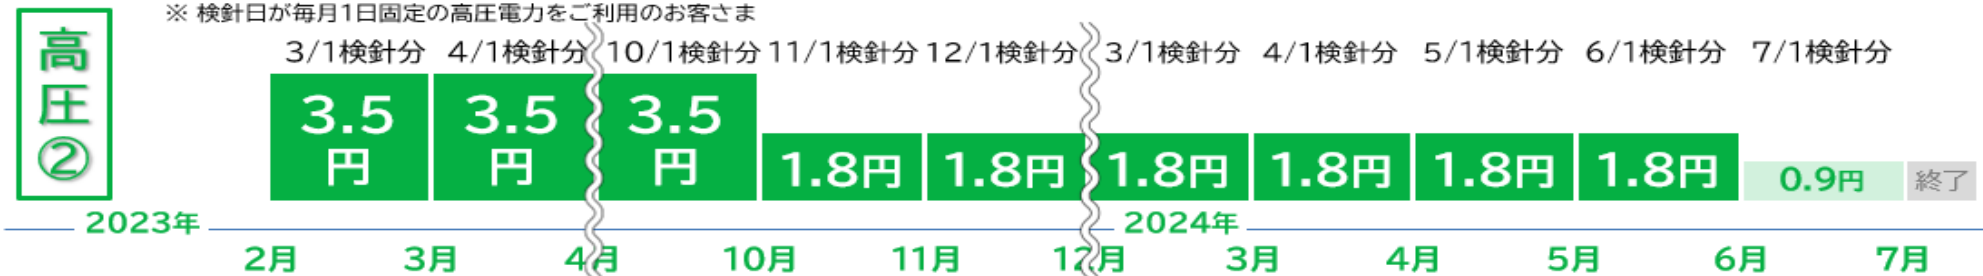 ※ 検針日が毎月1日固定の高圧電力をご利用のお客さま
高圧②
3/1検針分 4/1検針分 10/1検針分 11/1検針分 12/1検針分 3/1検針分 4/1検針分 5/1検針分 6/1検針分 7/1検針分
3.5円 3.5円 3.5円 1.8円 1.8円 1.8円 1.8円 1.8円 1.8円 0.9円 終了
2023年 2024年
2月 3月 4月 10月 11月 12月 3月 4月 5月 6月 7月